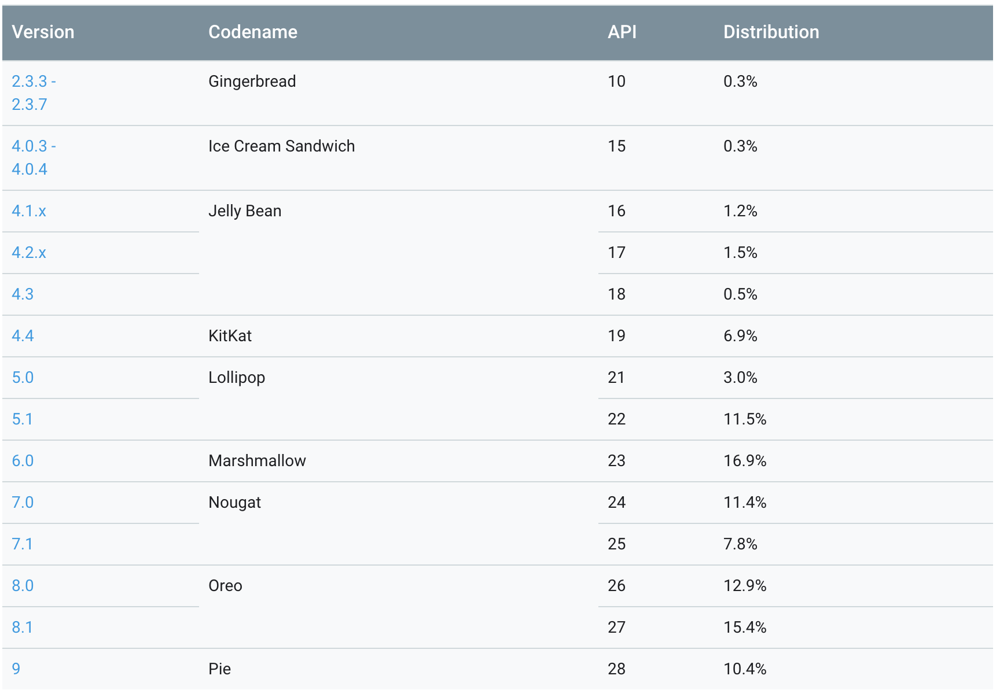 Version Codename API Distribution
2.3.3 - Gingerbread 10 0.3%
2.3.7
4.0.3 - Ice Cream Sandwich 15 0.3%
4.0.4
4.1.x Jelly Bean 16 1.2%
4.2.x 17 1.5%
4.3 18 0.5%
4.4 KitKat 19 6.9%
5.0 Lollipop 21 3.0%
5.1 22 11.5%
6.0 Marshmallow 23 16.9%
7.0 Nougat 24 11.4%
7.1 25 7.8%
8.0 Oreo 26 12.9%
8.1 27 15.4%
9 Pie 28 10.4%